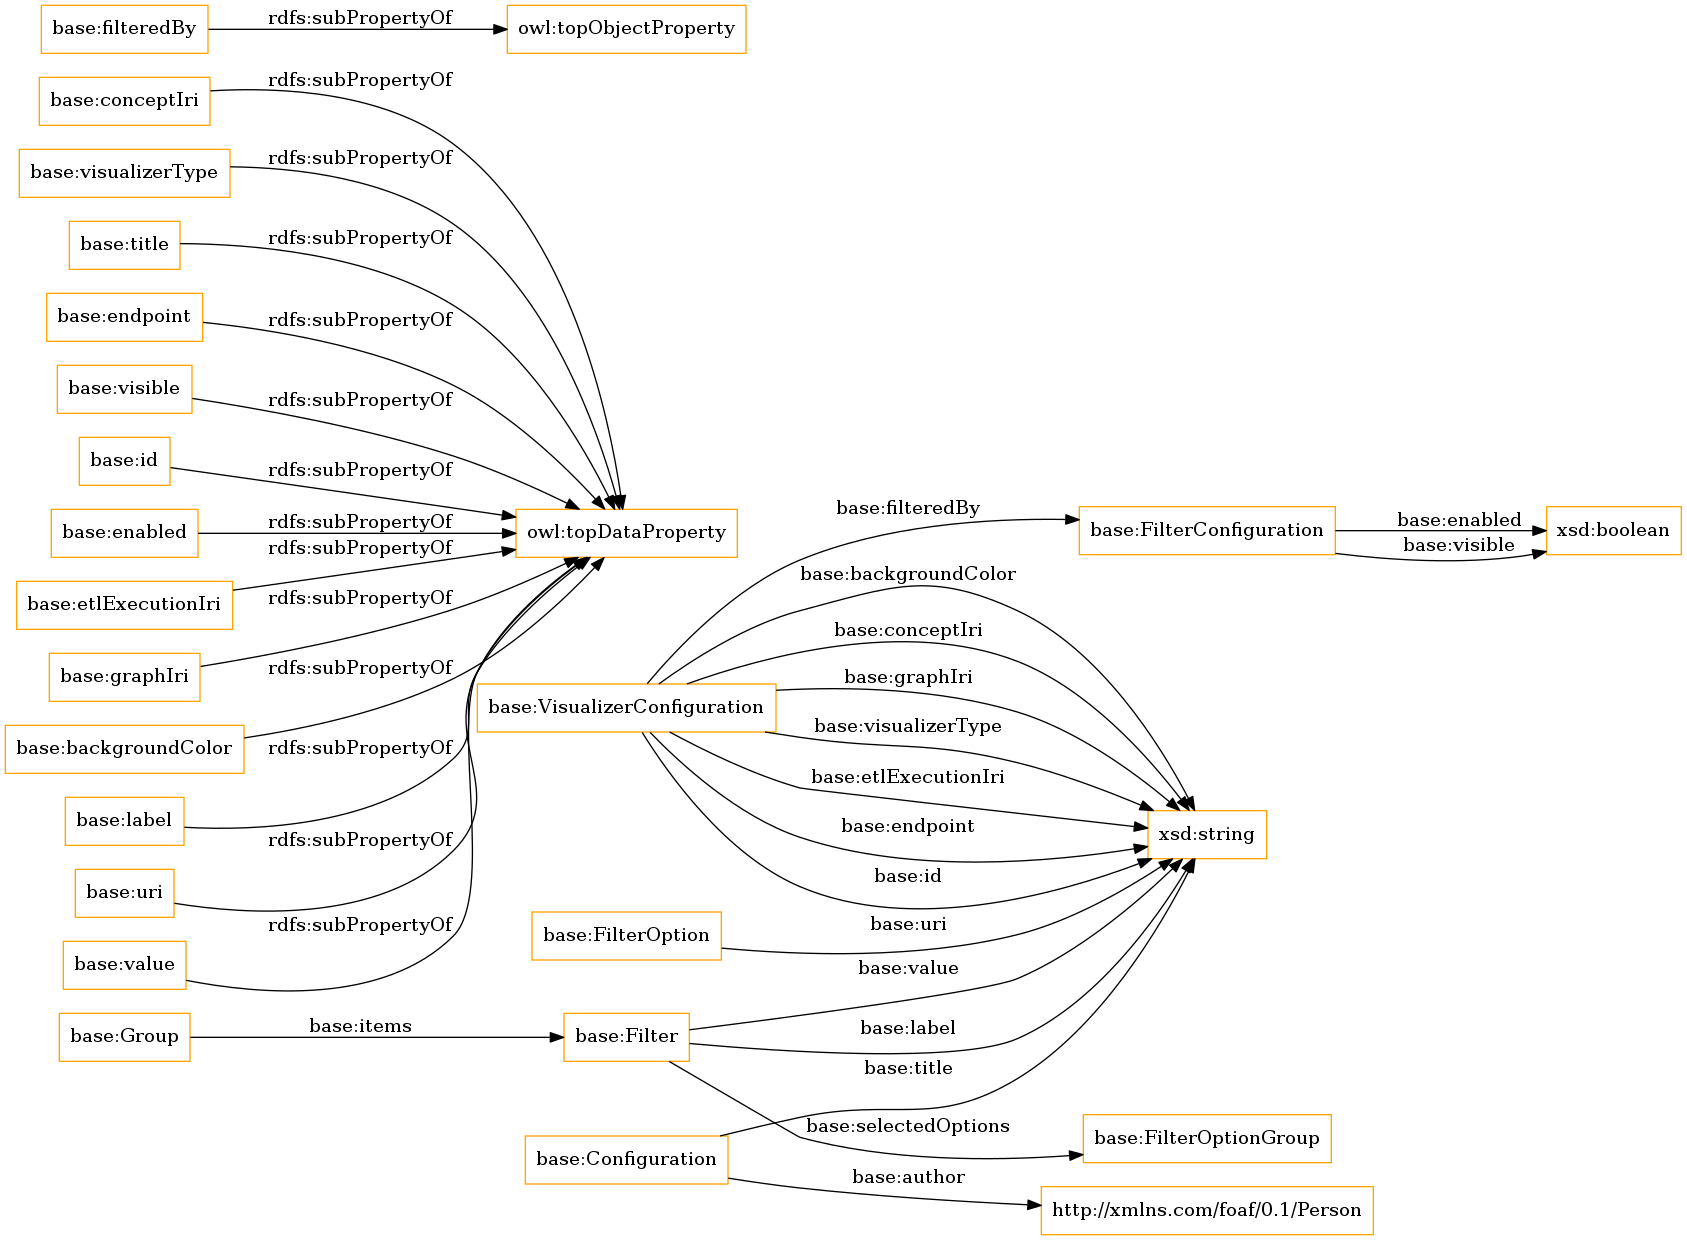 base:filteredBy
rdfs:subPropertyOf
owl:topObjectProperty
base:conceptIri
rdfs:subPropertyOf
base:visualizerType
rdfs:subPropertyOf
base:title
rdfs:subPropertyOf
base:endpoint
rdfs:subPropertyOf
base:visible
rdfs:subPropertyOf
base:id
rdfs:subPropertyOf
base:enabled
rdfs:subPropertyOf
owl:topDataProperty
base:etlExecutionIri
rdfs:subPropertyOf
base:graphIri
rdfs:subPropertyOf
base:backgroundColor
rdfs:subPropertyOf
base:label
rdfs:subPropertyOf
base:uri
rdfs:subPropertyOf
base:value
rdfs:subPropertyOf
base:VisualizerConfiguration
base:filteredBy
base:FilterConfiguration
base:enabled
base:visible
xsd:boolean
base:backgroundColor
base:conceptIri
base:graphIri
base:visualizerType
base:etlExecutionIri
base:endpoint
base:id
xsd:string
base:FilterOption
base:uri
base:Group
base:items
base:Filter
base:value
base:label
base:selectedOptions
base:FilterOptionGroup
base:Configuration
base:title
base:author
http://xmlns.com/foaf/0.1/Person